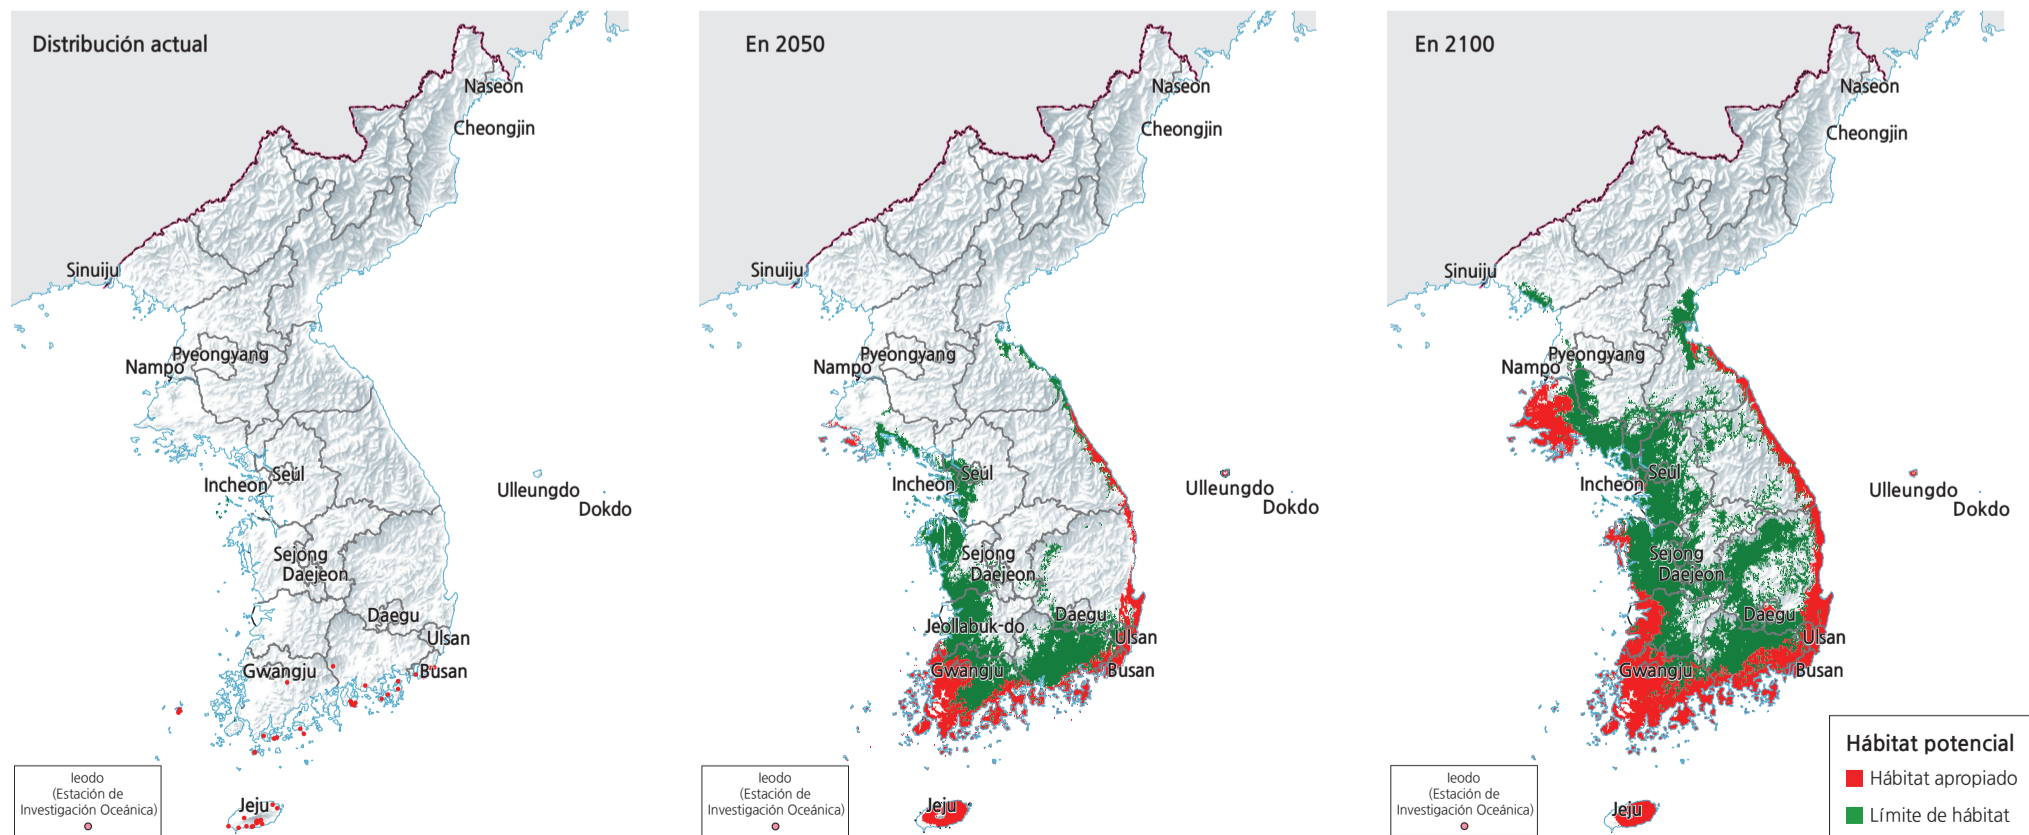 Distribución actual
Naseon
Cheongjin
Sinuiju
Pyeongyang
Nampo
Seúl
Incheon
Ulleungdo
Dokdo
Sejong
Daejeon
Daegu
Ulsan
Gwangju
Busan
Ieodo
(Estación de
Investigación Oceánica)
Jeju
En 2050
Naseon
Cheongjin
Sinuiju
Pyeongyang
Nampo
Seúl
Incheon
Ulleungdo
Dokdo
Sejong
Daejeon
Daegu
Jeollabuk-do
Ulsan
Gwangju
Busan
Ieodo
(Estación de
Investigación Oceánica)
Jeju
En 2100
Naseon
Cheongjin
Sinuiju
Pyeongyang
Nampo
Seúl
Incheon
Ulleungdo
Dokdo
Sejong
Daejeon
Daegu
Ulsan
Gwangju
Busan
Ieodo
(Estación de
Investigación Oceánica)
Jeju
Hábitat potencial
Hábitat apropiado
Límite de hábitat